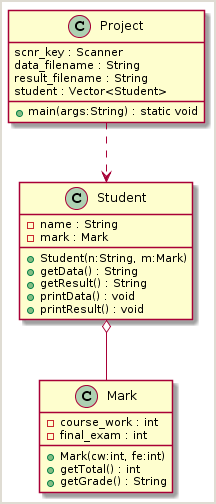 C Project
scnr_key : Scanner
data_filename : String
result_filename : String
student : Vector<Student>
main(args:String) : static void
C Student
name : String
mark : Mark
Student(n:String, m:Mark)
getData() : String
getResult() : String
printData() : void
printResult() : void
C Mark
course_work : int
final_exam : int
Mark(cw:int, fe:int)
getTotal() : int
getGrade() : String